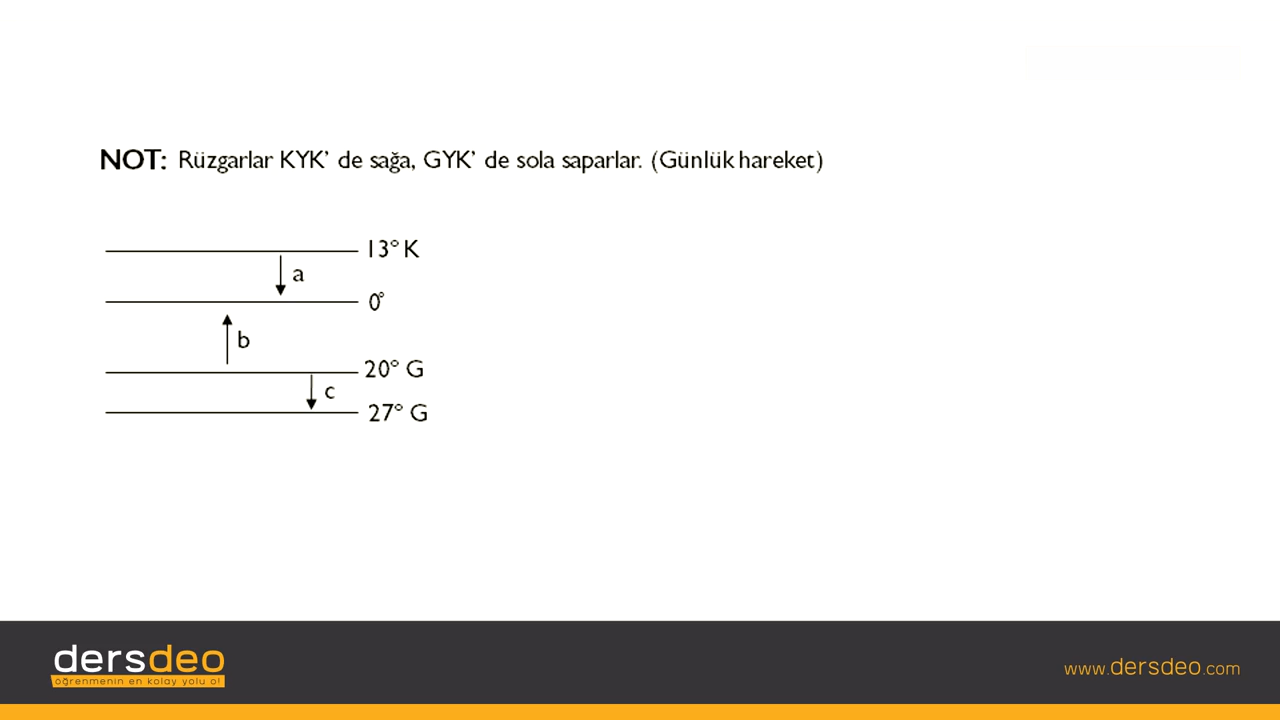 NOT: Rüzgarlar KYK' de sağa, GYK' de sola saparlar. (Günlük hareket)
13° K
a
0°
b
20° G
c
27° G
dersdeo
öğrenmenin en kolay yolu o!
www.dersdeo.com